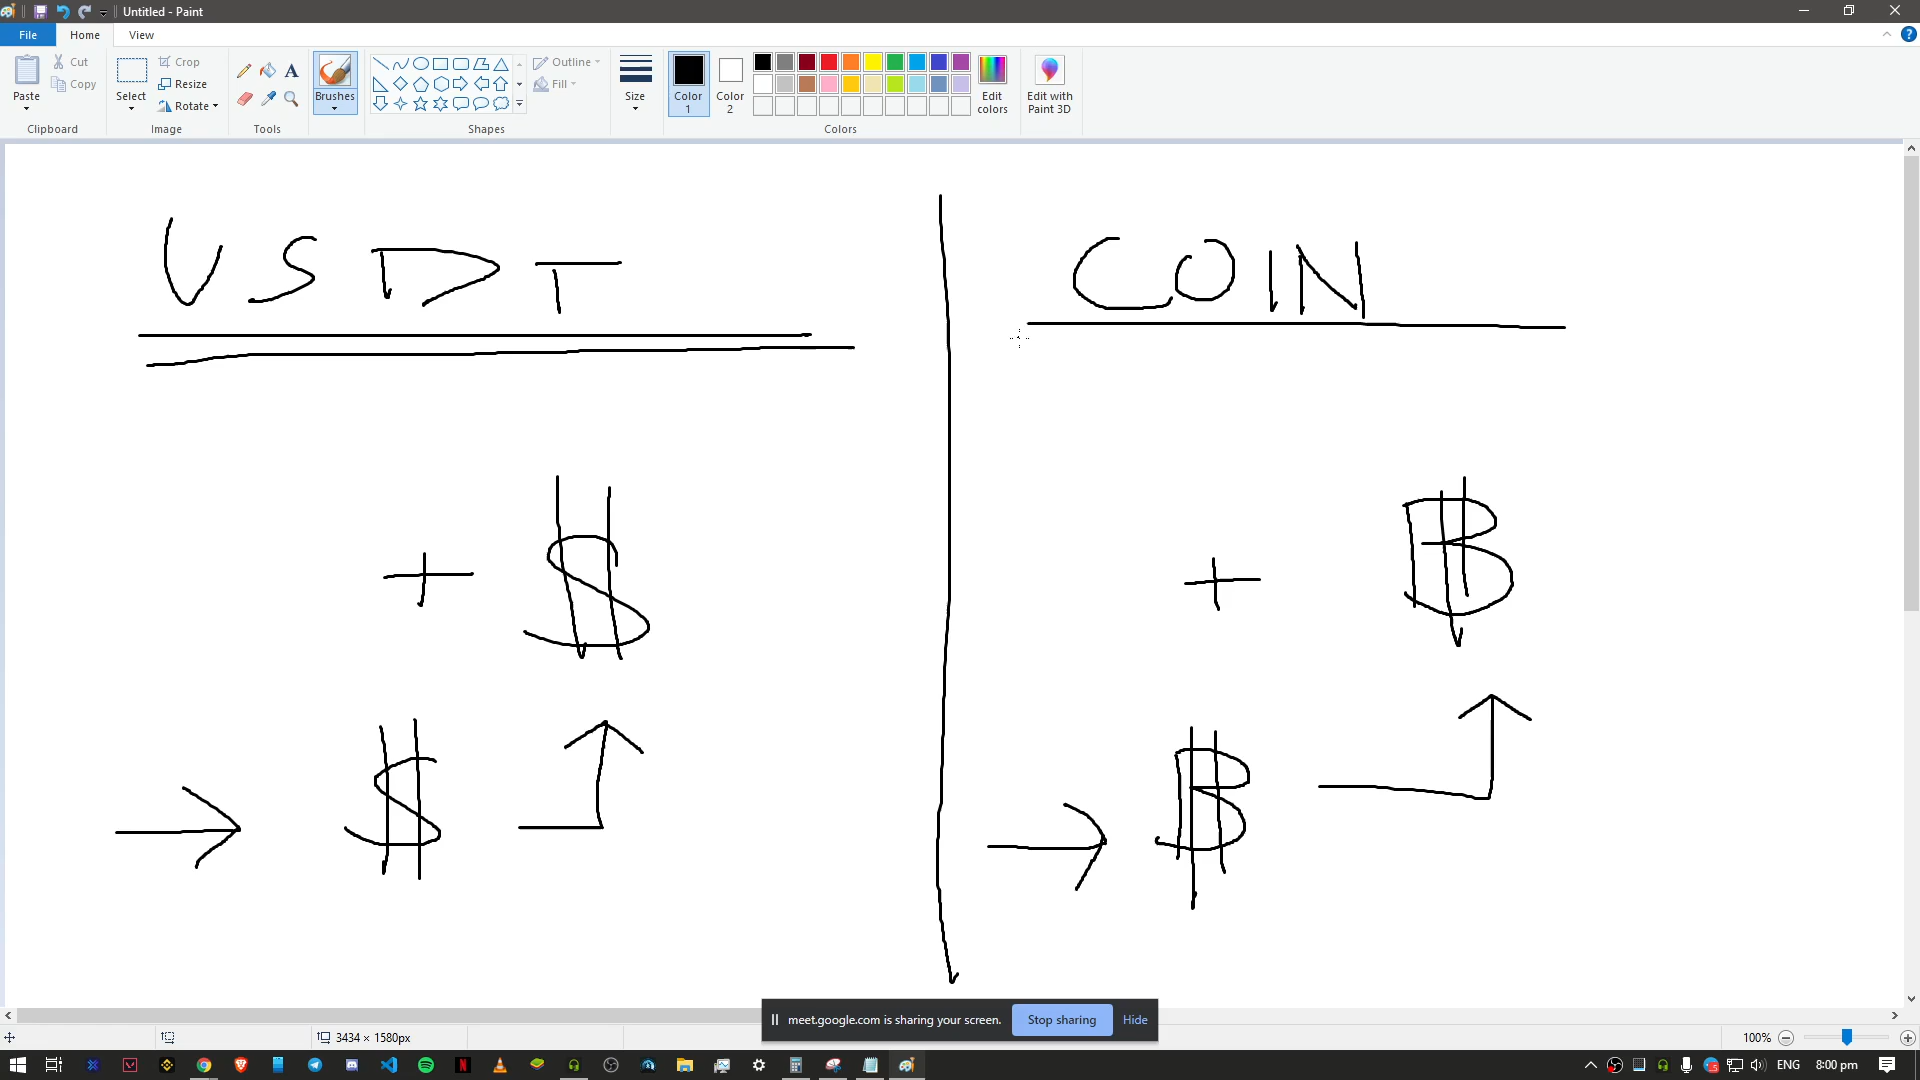 Untitled - Paint
File Home View
Paste
Cut
Copy
Clipboard
Select
Crop
Resize
Rotate
Image
Tools
Brushes
Shapes
Outline
Fill
Size
Color 1
Color 2
Edit colors
Colors
Edit with Paint 3D
USDT
COIN
+ $
+ ₿
$
₿
meet.google.com is sharing your screen. Stop sharing Hide
3434 × 1580px
100%
ENG 8:00 pm